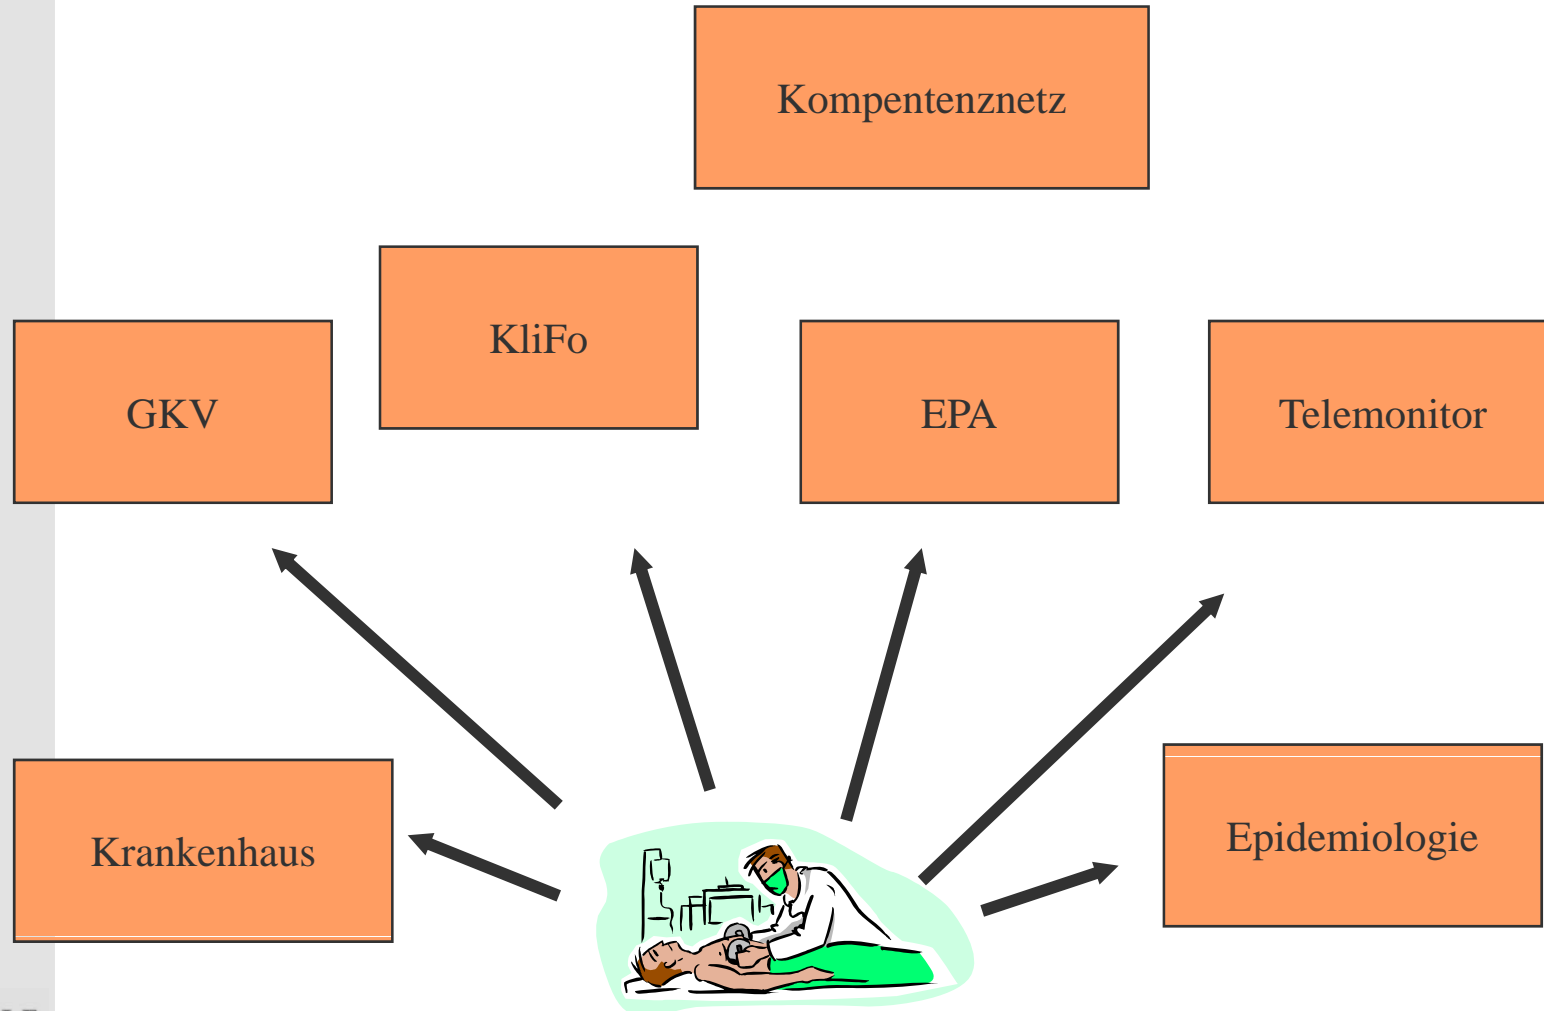 Kompentenznetz
KliFo
GKV
EPA
Telemonitor
Krankenhaus
Epidemiologie